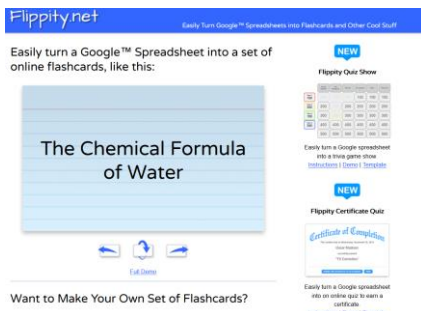 Flippity.net
Easily Turn Google™ Spreadsheets into Flashcards and Other Cool Stuff
Easily turn a Google™ Spreadsheet into a set of
online flashcards, like this:
The Chemical Formula
of Water
Full Demo
Want to Make Your Own Set of Flashcards?
NEW
Flippity Quiz Show
Easily turn a Google spreadsheet
into a trivia game show
Instructions | Demo | Template
NEW
Flippity Certificate Quiz
Certificate of Completion
Easily turn a Google spreadsheet
into an online quiz to earn a
certificate